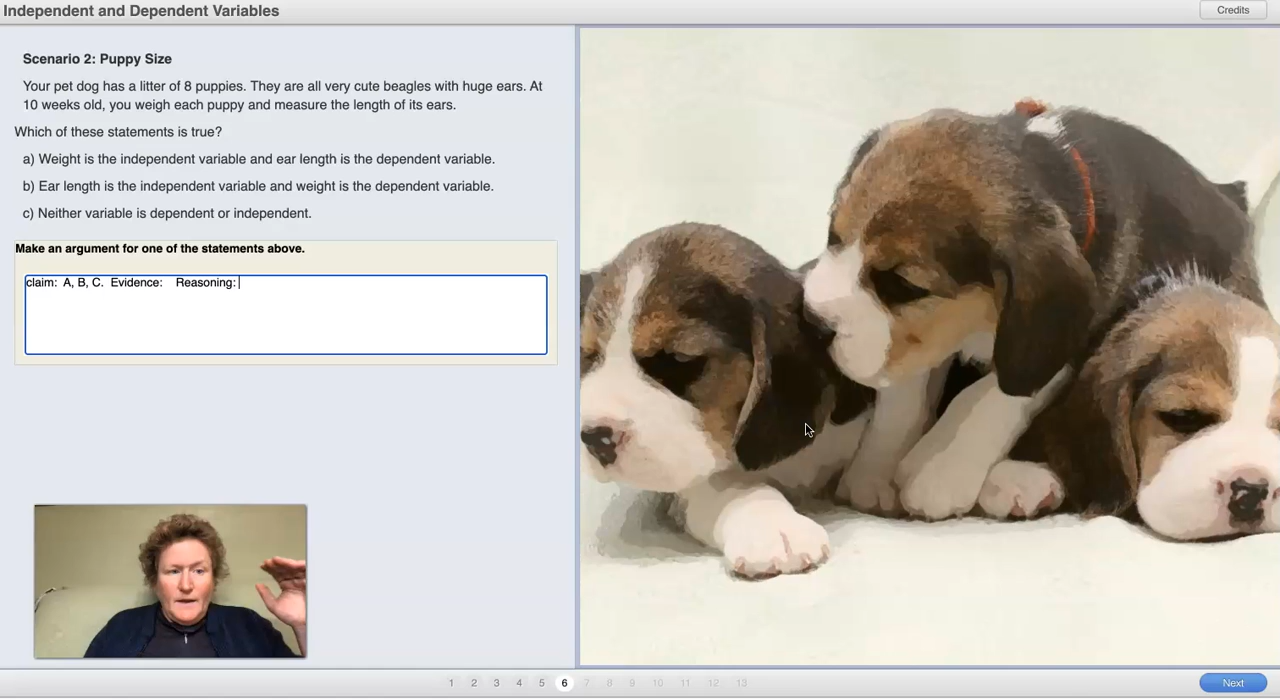 Independent and Dependent Variables
Credits
Scenario 2: Puppy Size
Your pet dog has a litter of 8 puppies. They are all very cute beagles with huge ears. At
10 weeks old, you weigh each puppy and measure the length of its ears.
Which of these statements is true?
a) Weight is the independent variable and ear length is the dependent variable.
b) Ear length is the independent variable and weight is the dependent variable.
c) Neither variable is dependent or independent.
Make an argument for one of the statements above.
claim:  A, B, C.  Evidence:    Reasoning:
1 2 3 4 5 6 7 8 9 10 11 12 13
Next